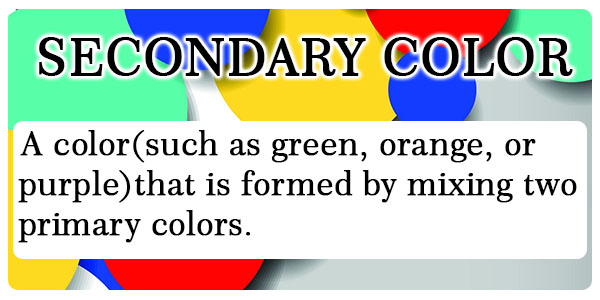 SECONDARY COLOR
A color(such as green, orange, or
purple)that is formed by mixing two
primary colors.